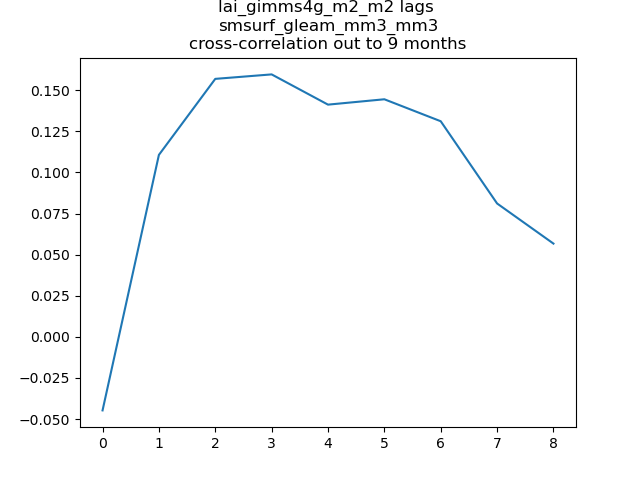 lai_gimms4g_m2_m2 lags
smsurf_gleam_mm3_mm3
cross-correlation out to 9 months
0.150
0.125
0.100
0.075
0.050
0.025
0.000
−0.025
−0.050
0 1 2 3 4 5 6 7 8